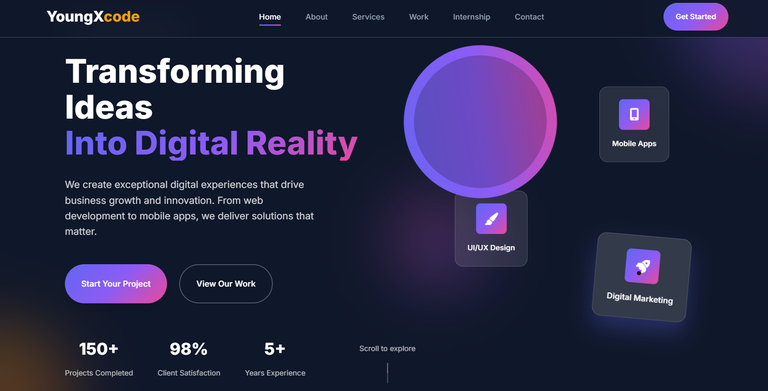 YoungXcode
Home About Services Work Internship Contact
Get Started
Transforming
Ideas
Into Digital Reality
We create exceptional digital experiences that drive
business growth and innovation. From web
development to mobile apps, we deliver solutions that
matter.
Start Your Project
View Our Work
150+
Projects Completed
98%
Client Satisfaction
5+
Years Experience
Scroll to explore
Mobile Apps
UI/UX Design
Digital Marketing